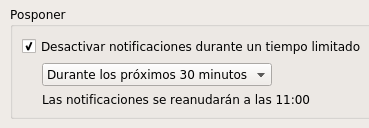 Posponer
Desactivar notificaciones durante un tiempo limitado
Durante los próximos 30 minutos
Las notificaciones se reanudarán a las 11:00